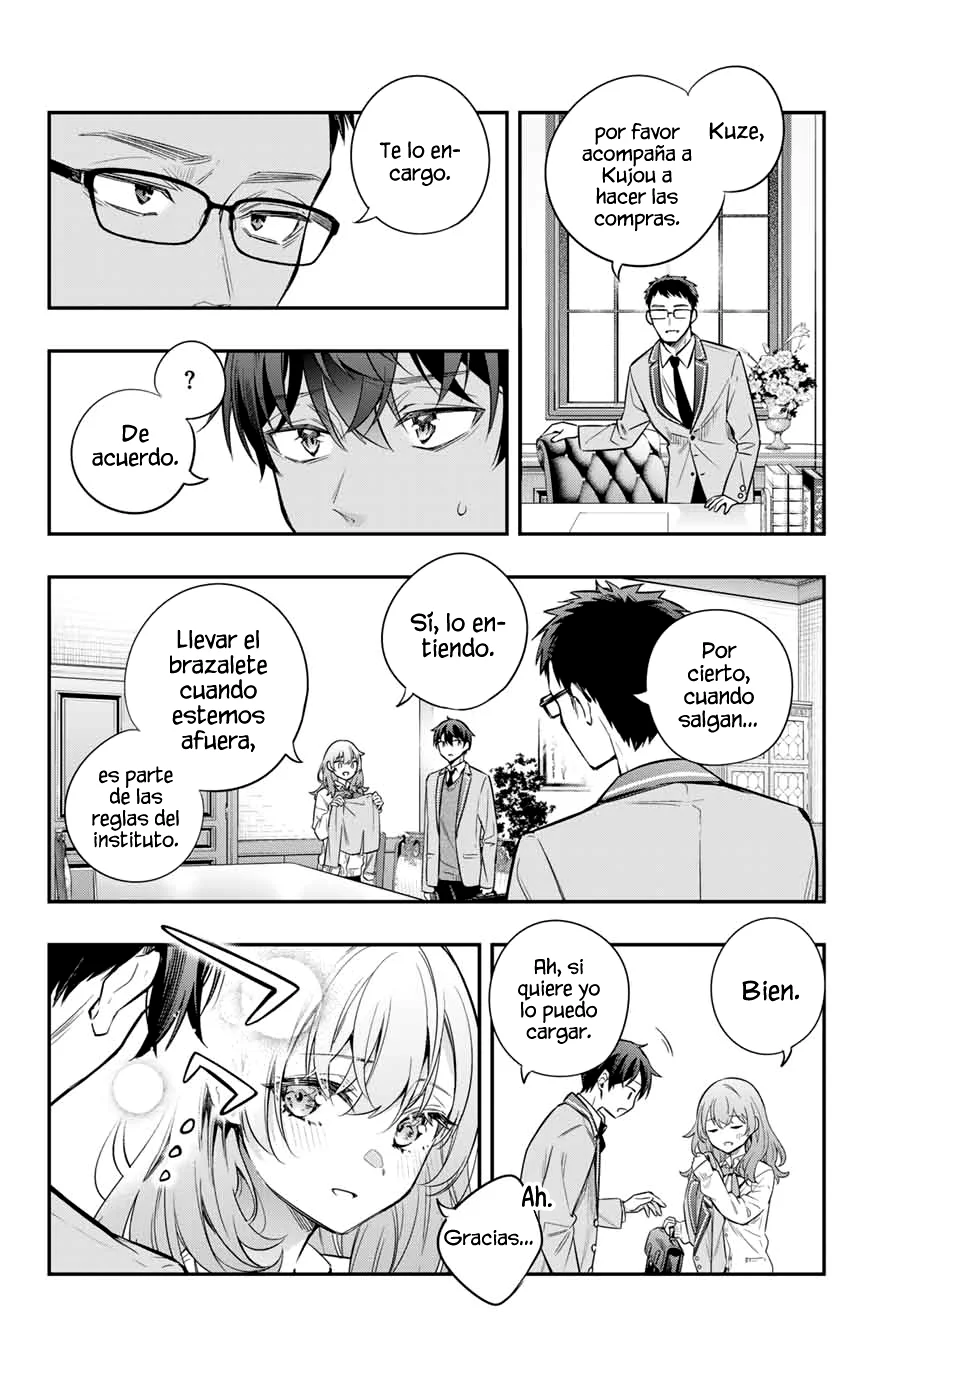 Kuze,
por favor
acompaña a
Kujou a
hacer las
compras.
Te lo en-
cargo.
?
De
acuerdo.
Por
cierto,
cuando
salgan...
Sí, lo en-
tiendo.
Llevar el
brazalete
cuando
estemos
afuera,
es parte
de las
reglas del
instituto.
Bien.
Ah, si
quiere yo
lo puedo
cargar.
Ah.
Gracias...